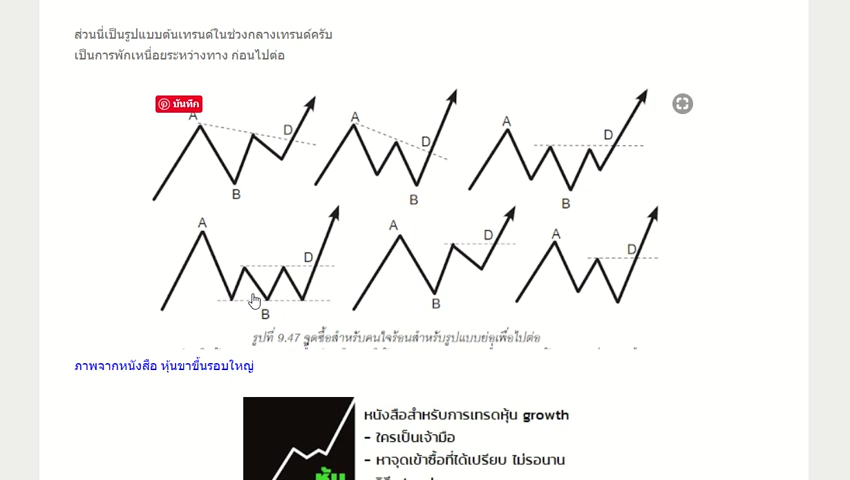 ส่วนนี่เป็นรูปแบบต้นเทรนด์ในช่วงกลางเทรนด์ครับ
เป็นการพักเหนื่อยระหว่างทาง ก่อนไปต่อ
บันทึก
A D B
A D B
A D B
A D B
A D B
A D
รูปที่ 9.47 จุดซื้อสำหรับคนใจร้อนสำหรับรูปแบบย่อเพื่อไปต่อ
ภาพจากหนังสือ หุ้นขาขึ้นรอบใหญ่
หนังสือสำหรับการเทรดหุ้น growth
- ใครเป็นเจ้ามือ
- หาจุดเข้าซื้อที่ได้เปรียบ ไม่รอนาน